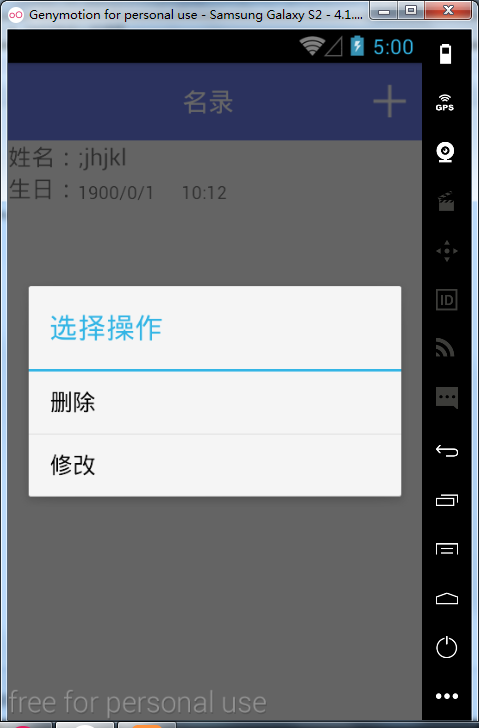 Genymotion for personal use - Samsung Galaxy S2 - 4.1....
5:00
名录
GPS
姓名：;jhjkl
生日：1900/0/1 10:12
ID
选择操作
删除
修改
free for personal use